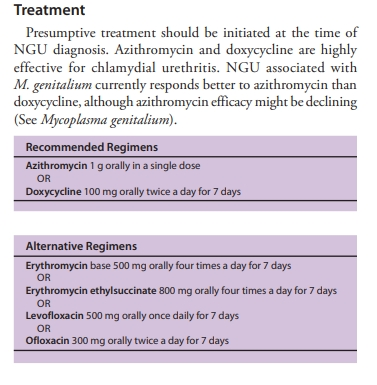 Treatment
Presumptive treatment should be initiated at the time of
NGU diagnosis. Azithromycin and doxycycline are highly
effective for chlamydial urethritis. NGU associated with
M. genitalium currently responds better to azithromycin than
doxycycline, although azithromycin efficacy might be declining
(See Mycoplasma genitalium).
Recommended Regimens
Azithromycin 1 g orally in a single dose
OR
Doxycycline 100 mg orally twice a day for 7 days
Alternative Regimens
Erythromycin base 500 mg orally four times a day for 7 days
OR
Erythromycin ethylsuccinate 800 mg orally four times a day for 7 days
OR
Levofloxacin 500 mg orally once daily for 7 days
OR
Ofloxacin 300 mg orally twice a day for 7 days